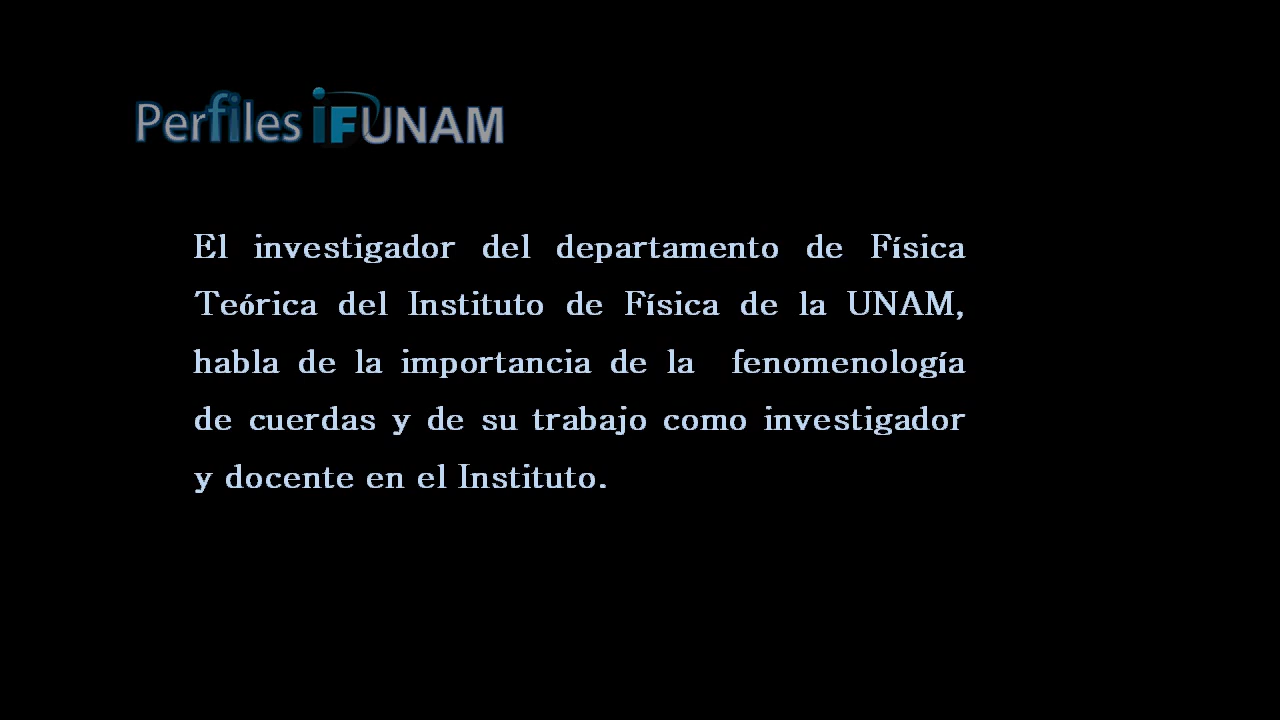 Perfiles iFUNAM
El investigador del departamento de Física
Teórica del Instituto de Física de la UNAM,
habla de la importancia de la fenomenología
de cuerdas y de su trabajo como investigador
y docente en el Instituto.